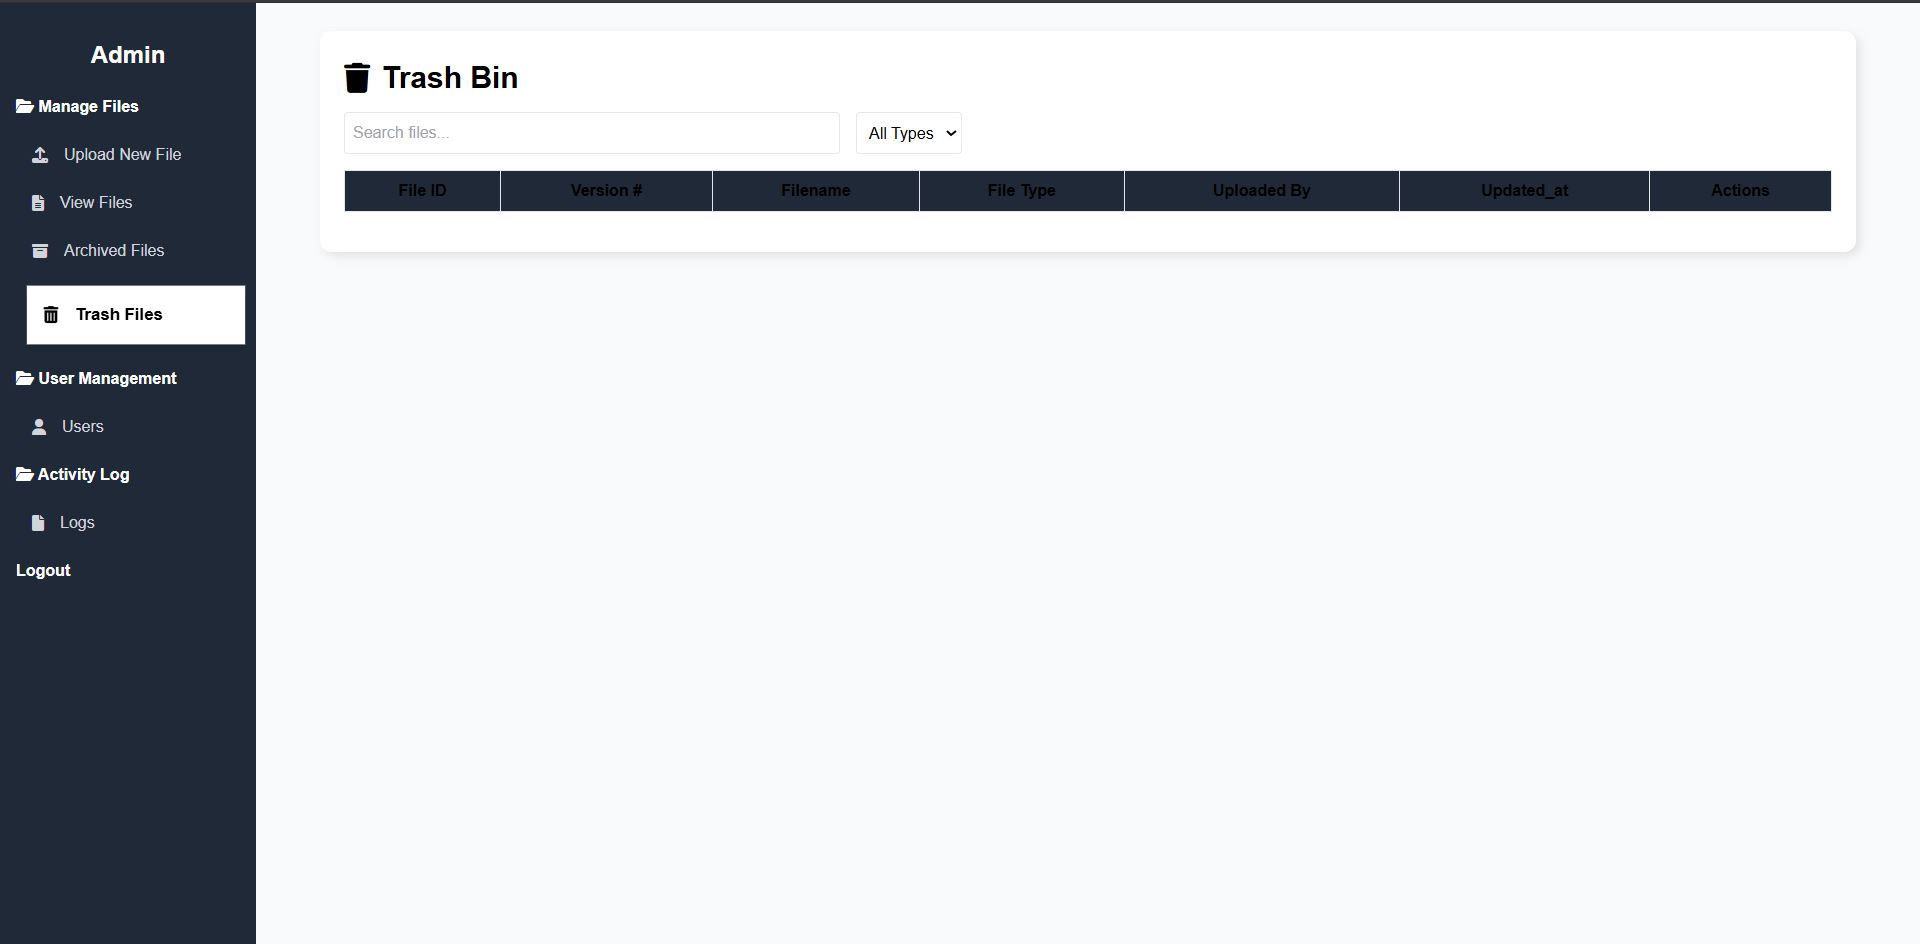 Admin
Manage Files
Upload New File
View Files
Archived Files
Trash Files
User Management
Users
Activity Log
Logs
Logout
Trash Bin
Search files...
All Types
File ID Version # Filename File Type Uploaded By Updated_at Actions